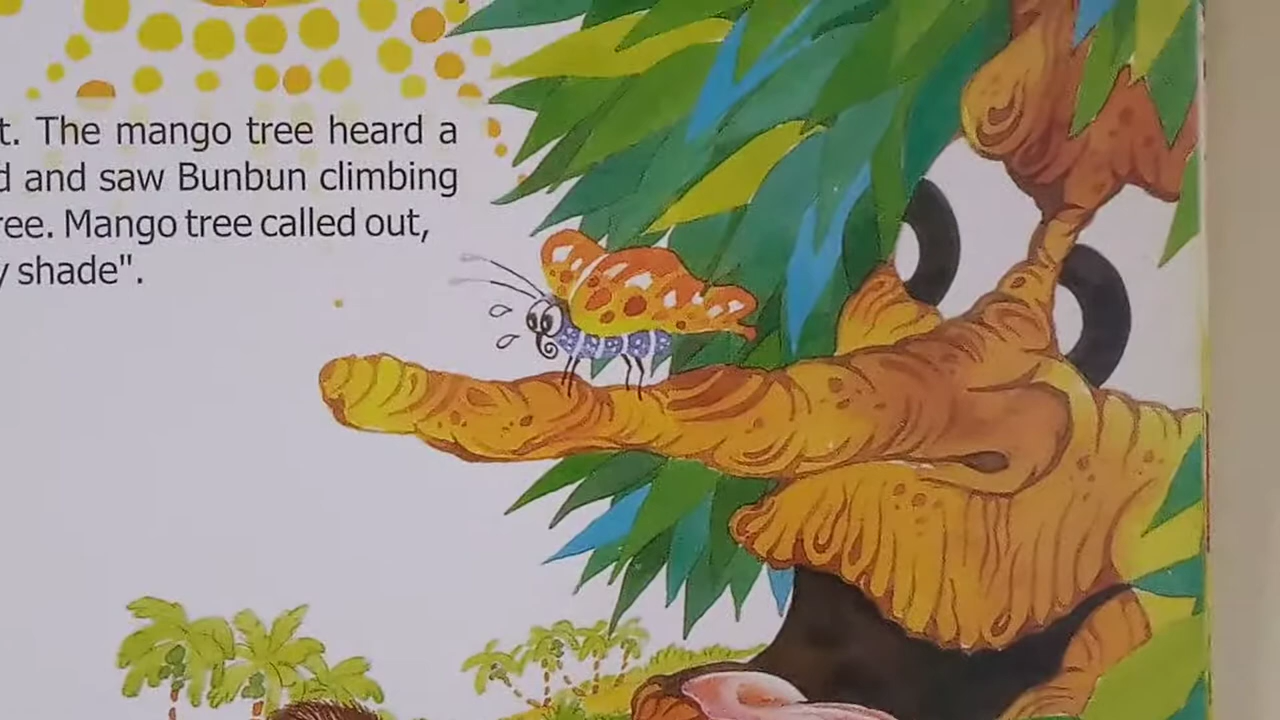 t. The mango tree heard a
d and saw Bunbun climbing
ree. Mango tree called out,
y shade".